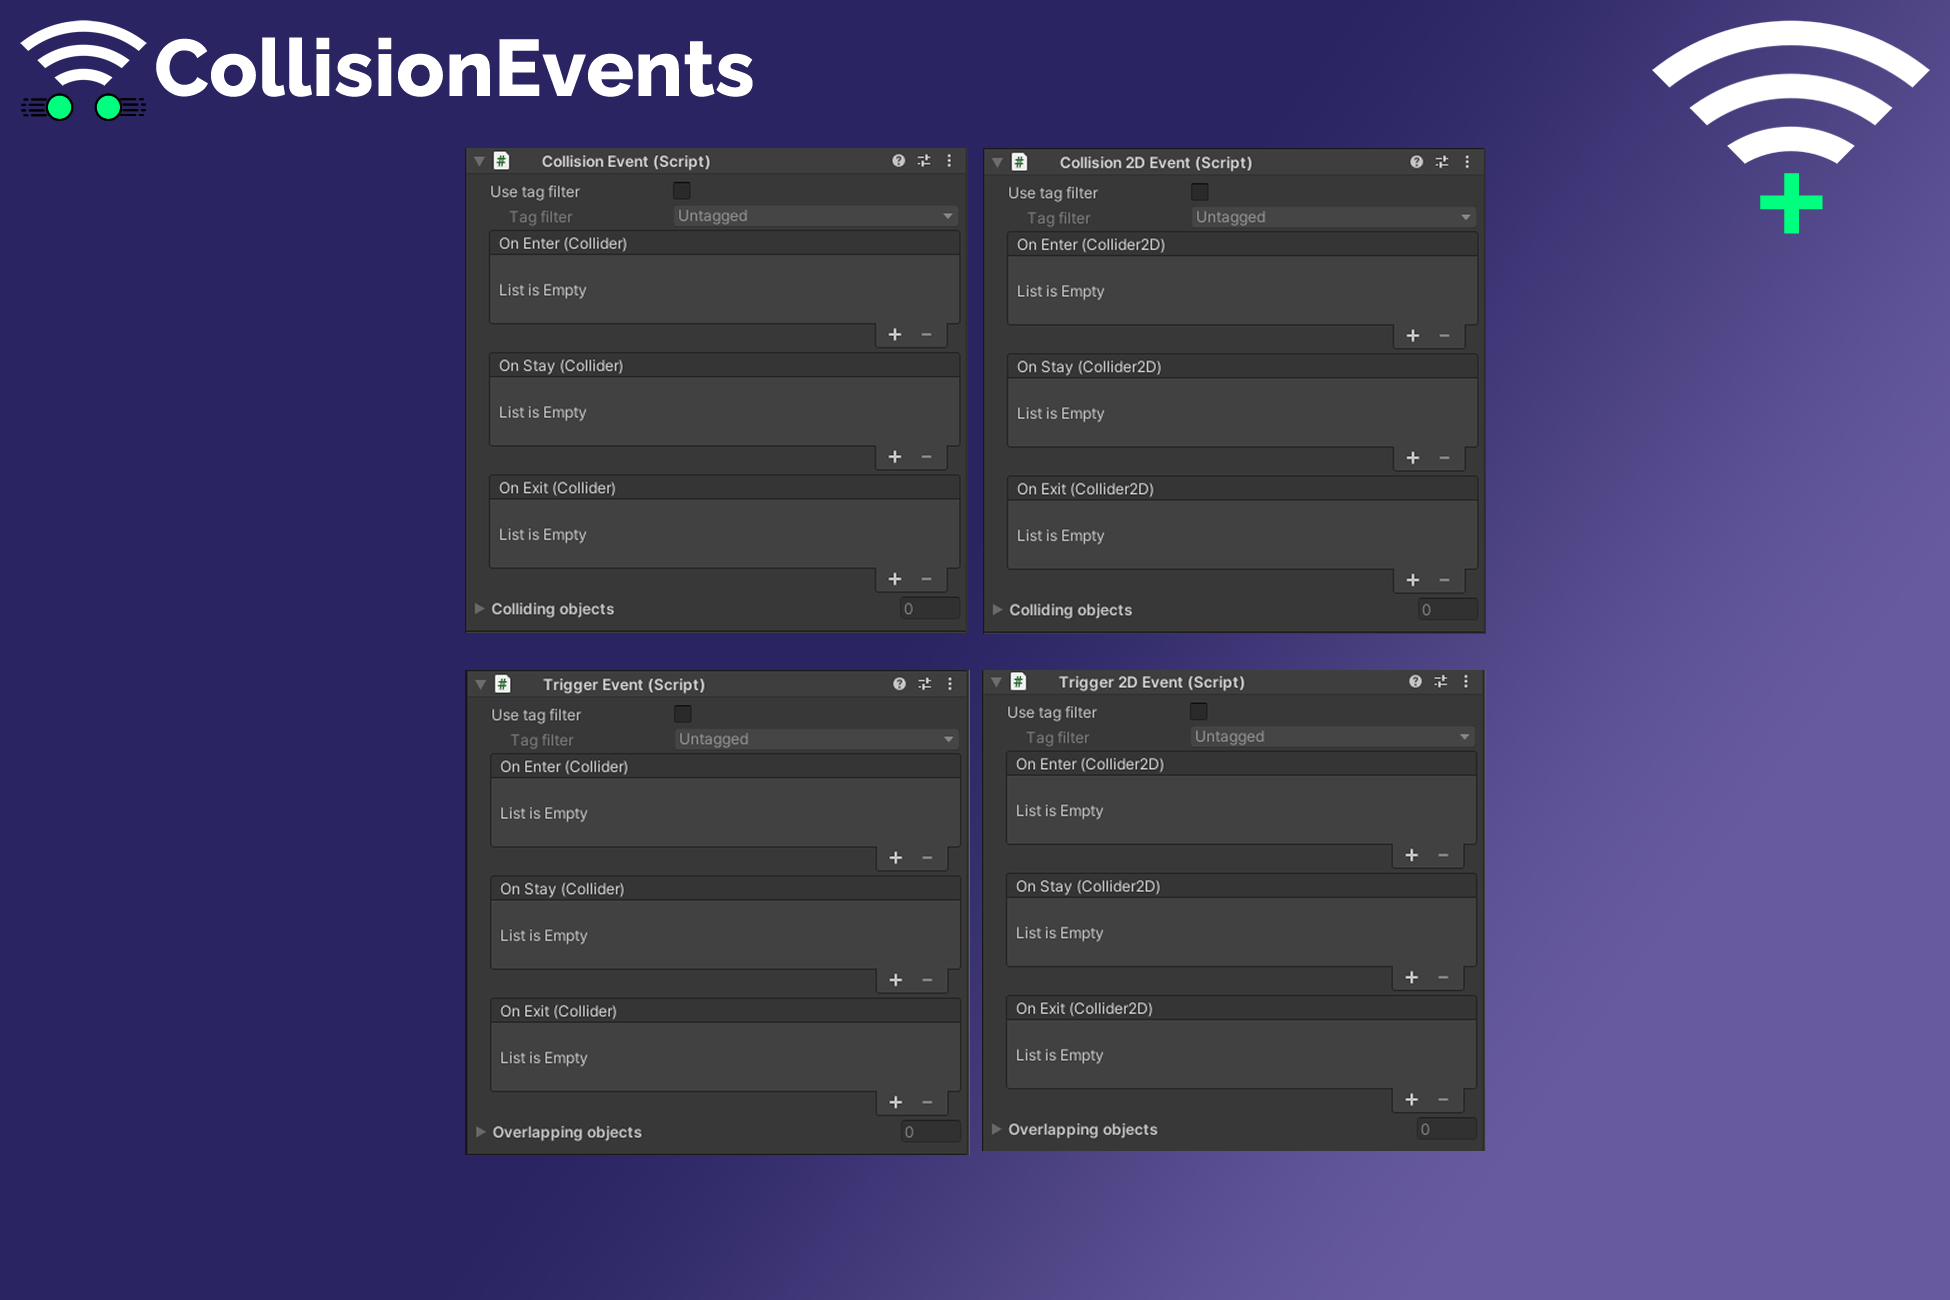 CollisionEvents
# Collision Event (Script)
Use tag filter
Tag filter Untagged
On Enter (Collider)
List is Empty
+ −
On Stay (Collider)
List is Empty
+ −
On Exit (Collider)
List is Empty
+ −
Colliding objects 0
# Collision 2D Event (Script)
Use tag filter
Tag filter Untagged
On Enter (Collider2D)
List is Empty
+ −
On Stay (Collider2D)
List is Empty
+ −
On Exit (Collider2D)
List is Empty
+ −
Colliding objects 0
# Trigger Event (Script)
Use tag filter
Tag filter Untagged
On Enter (Collider)
List is Empty
+ −
On Stay (Collider)
List is Empty
+ −
On Exit (Collider)
List is Empty
+ −
Overlapping objects 0
# Trigger 2D Event (Script)
Use tag filter
Tag filter Untagged
On Enter (Collider2D)
List is Empty
+ −
On Stay (Collider2D)
List is Empty
+ −
On Exit (Collider2D)
List is Empty
+ −
Overlapping objects 0